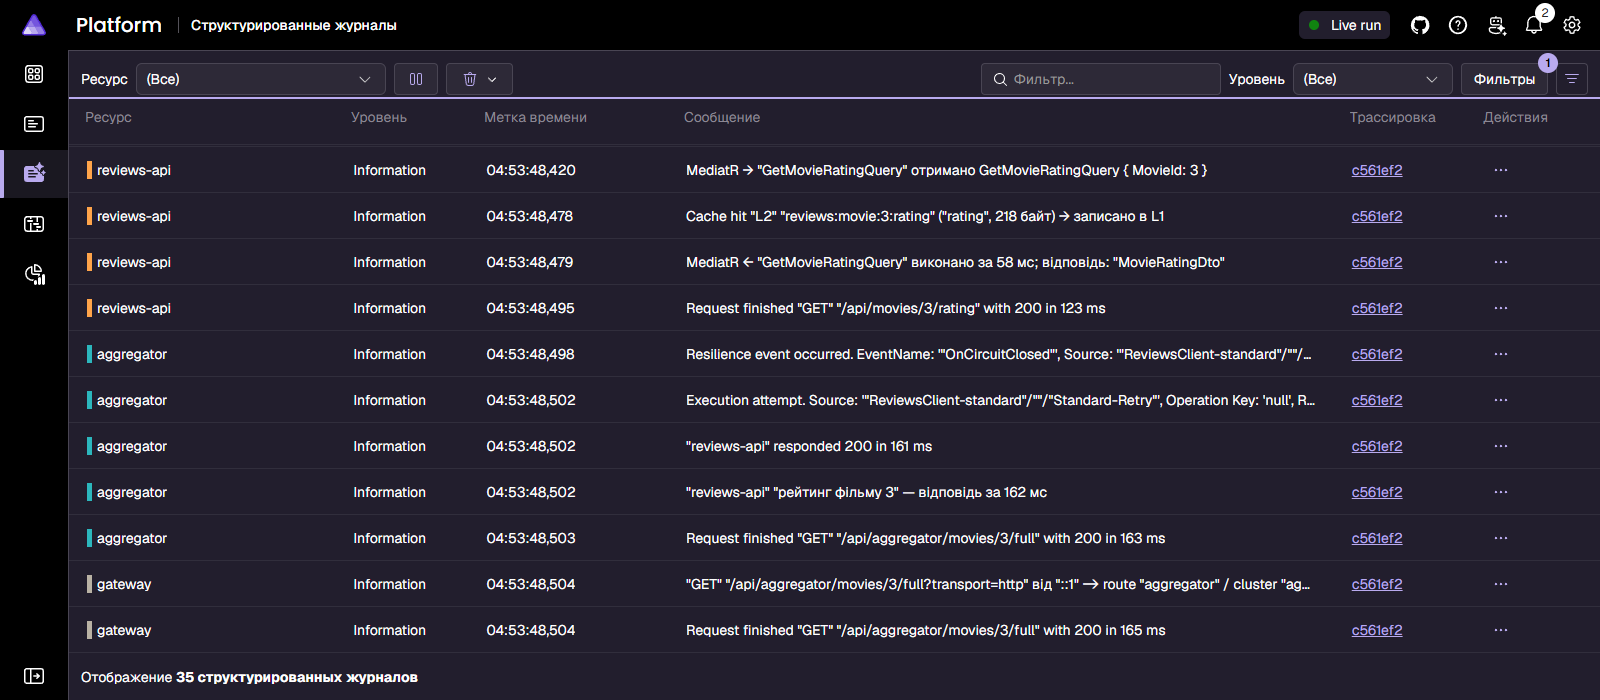 Platform
Структурированные журналы
Live run
2
Ресурс
(Все)
Фильтр...
Уровень
(Все)
Фильтры
1
Ресурс Уровень Метка времени Сообщение Трассировка Действия
reviews-api Information 04:53:48,420 MediatR → "GetMovieRatingQuery" отримано GetMovieRatingQuery { MovieId: 3 } c561ef2 ...
reviews-api Information 04:53:48,478 Cache hit "L2" "reviews:movie:3:rating" ("rating", 218 байт) → записано в L1 c561ef2 ...
reviews-api Information 04:53:48,479 MediatR ← "GetMovieRatingQuery" виконано за 58 мс; відповідь: "MovieRatingDto" c561ef2 ...
reviews-api Information 04:53:48,495 Request finished "GET" "/api/movies/3/rating" with 200 in 123 ms c561ef2 ...
aggregator Information 04:53:48,498 Resilience event occurred. EventName: '"OnCircuitClosed"', Source: '"ReviewsClient-standard"/""/... c561ef2 ...
aggregator Information 04:53:48,502 Execution attempt. Source: '"ReviewsClient-standard"/""/"Standard-Retry"', Operation Key: 'null', R... c561ef2 ...
aggregator Information 04:53:48,502 "reviews-api" responded 200 in 161 ms c561ef2 ...
aggregator Information 04:53:48,502 "reviews-api" "рейтинг фільму 3" — відповідь за 162 мс c561ef2 ...
aggregator Information 04:53:48,503 Request finished "GET" "/api/aggregator/movies/3/full" with 200 in 163 ms c561ef2 ...
gateway Information 04:53:48,504 "GET" "/api/aggregator/movies/3/full?transport=http" від "::1" —> route "aggregator" / cluster "ag... c561ef2 ...
gateway Information 04:53:48,504 Request finished "GET" "/api/aggregator/movies/3/full" with 200 in 165 ms c561ef2 ...
Отображение 35 структурированных журналов